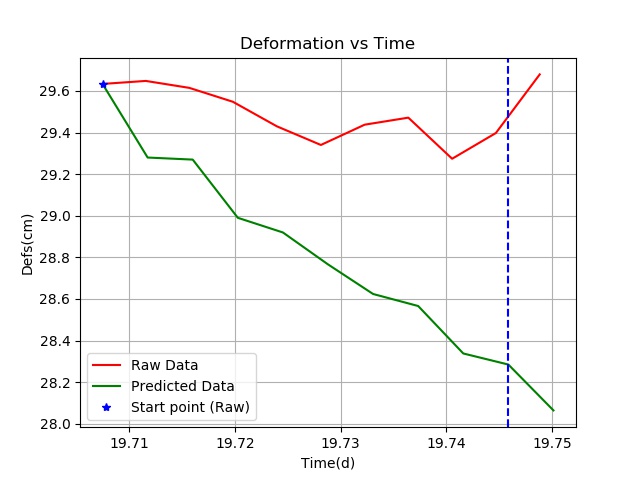 Deformation vs Time
Defs(cm)
29.6
29.4
29.2
29.0
28.8
28.6
28.4
28.2
28.0
Raw Data
Predicted Data
Start point (Raw)
19.71 19.72 19.73 19.74 19.75
Time(d)